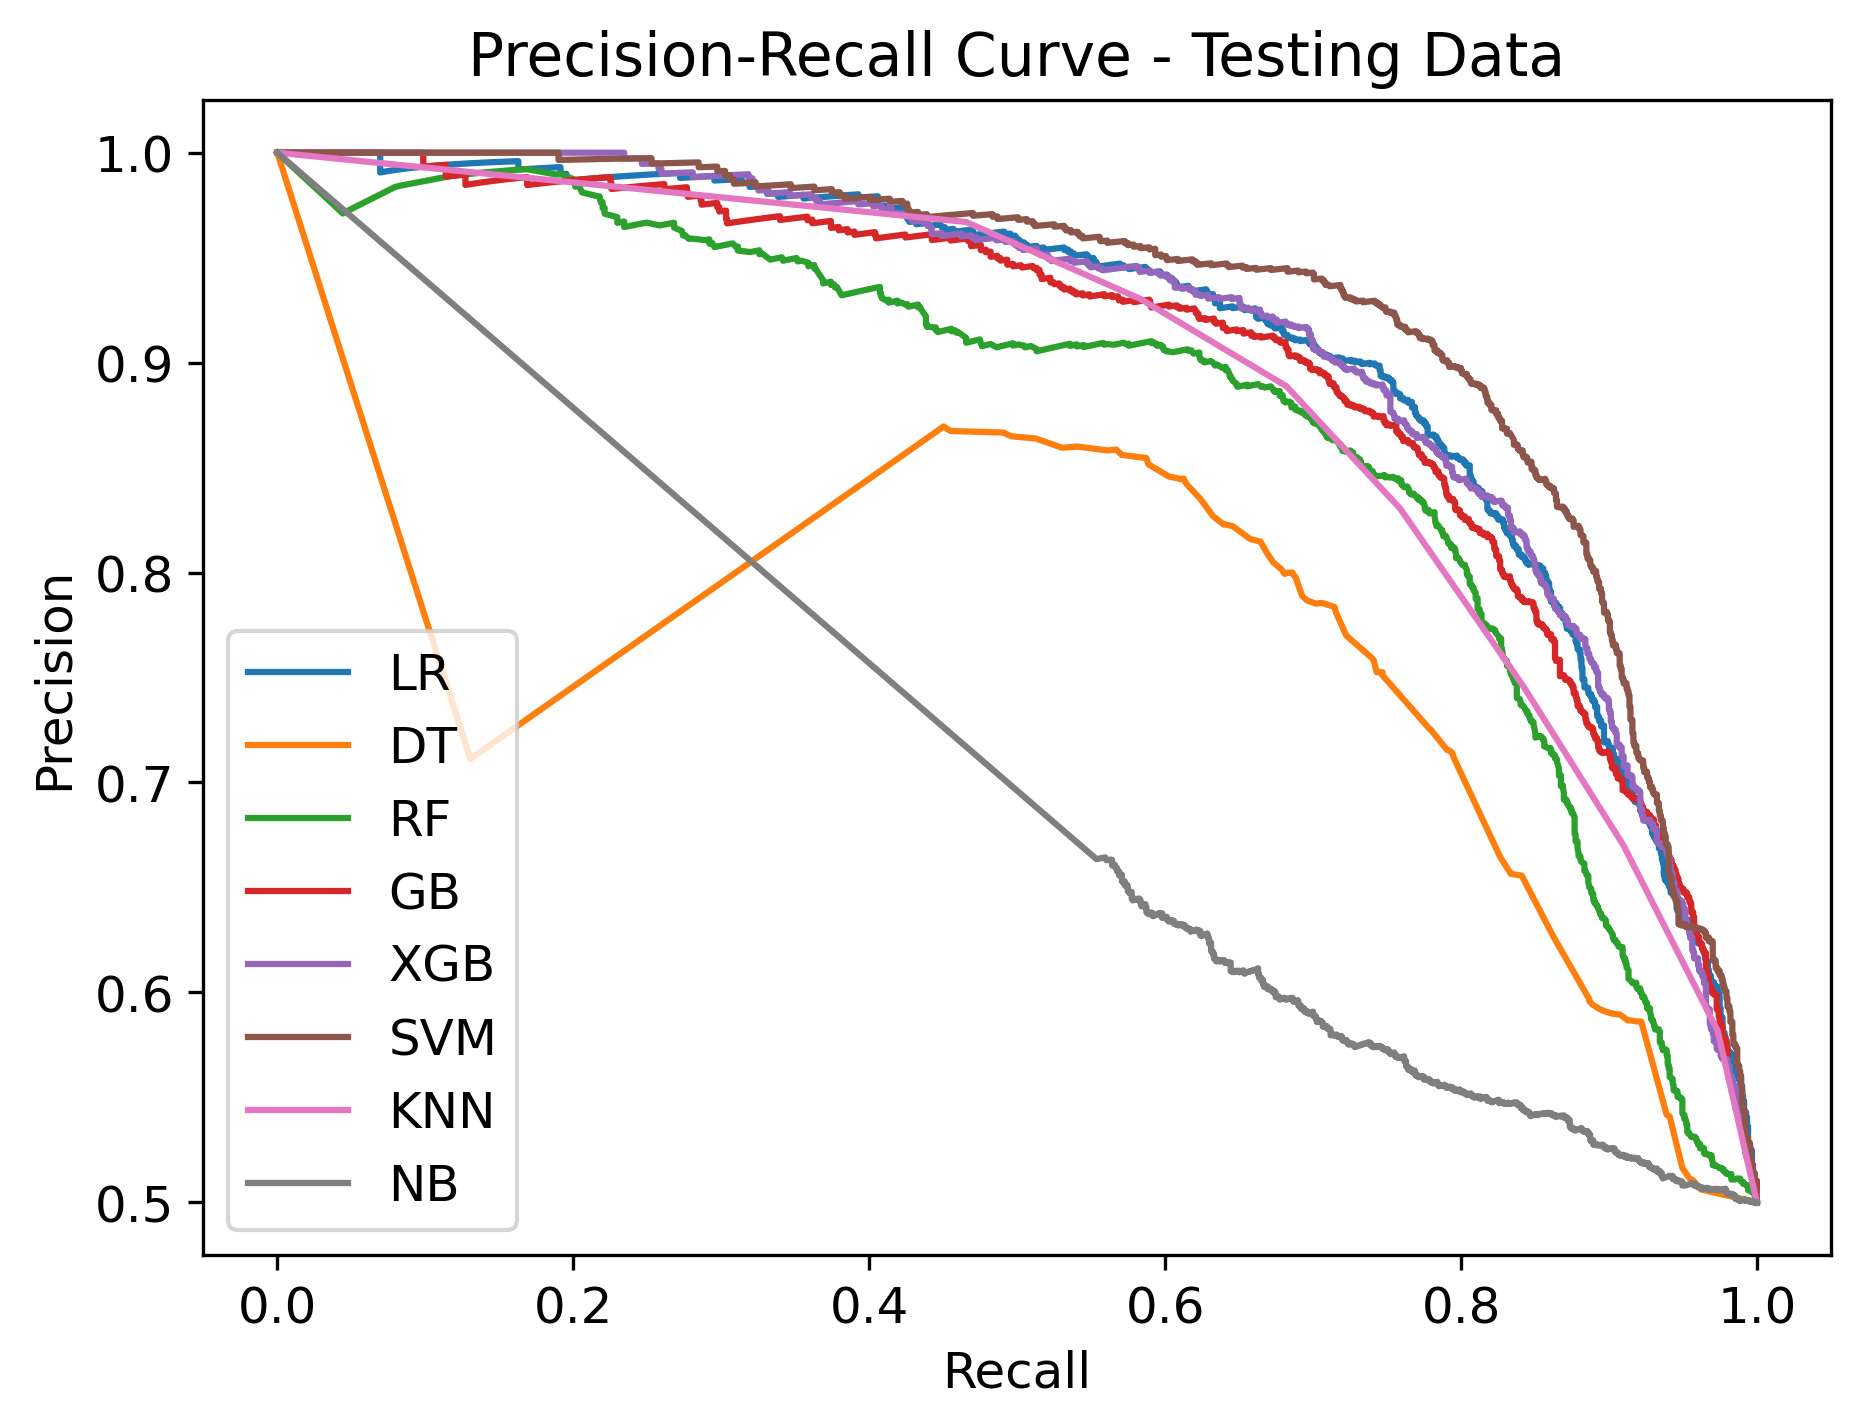 Precision-Recall Curve - Testing Data
1.0
0.9
0.8
0.7
0.6
0.5
Precision
LR
DT
RF
GB
XGB
SVM
KNN
NB
0.0 0.2 0.4 0.6 0.8 1.0
Recall